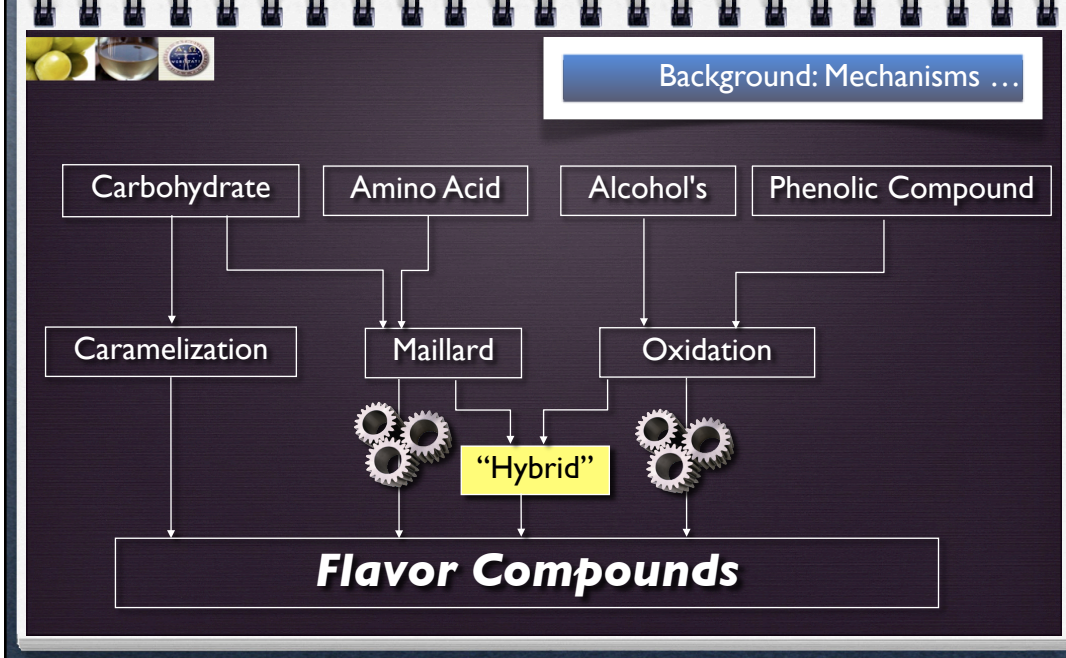 Background: Mechanisms …
Carbohydrate
Amino Acid
Alcohol's
Phenolic Compound
Caramelization
Maillard
Oxidation
“Hybrid”
Flavor Compounds